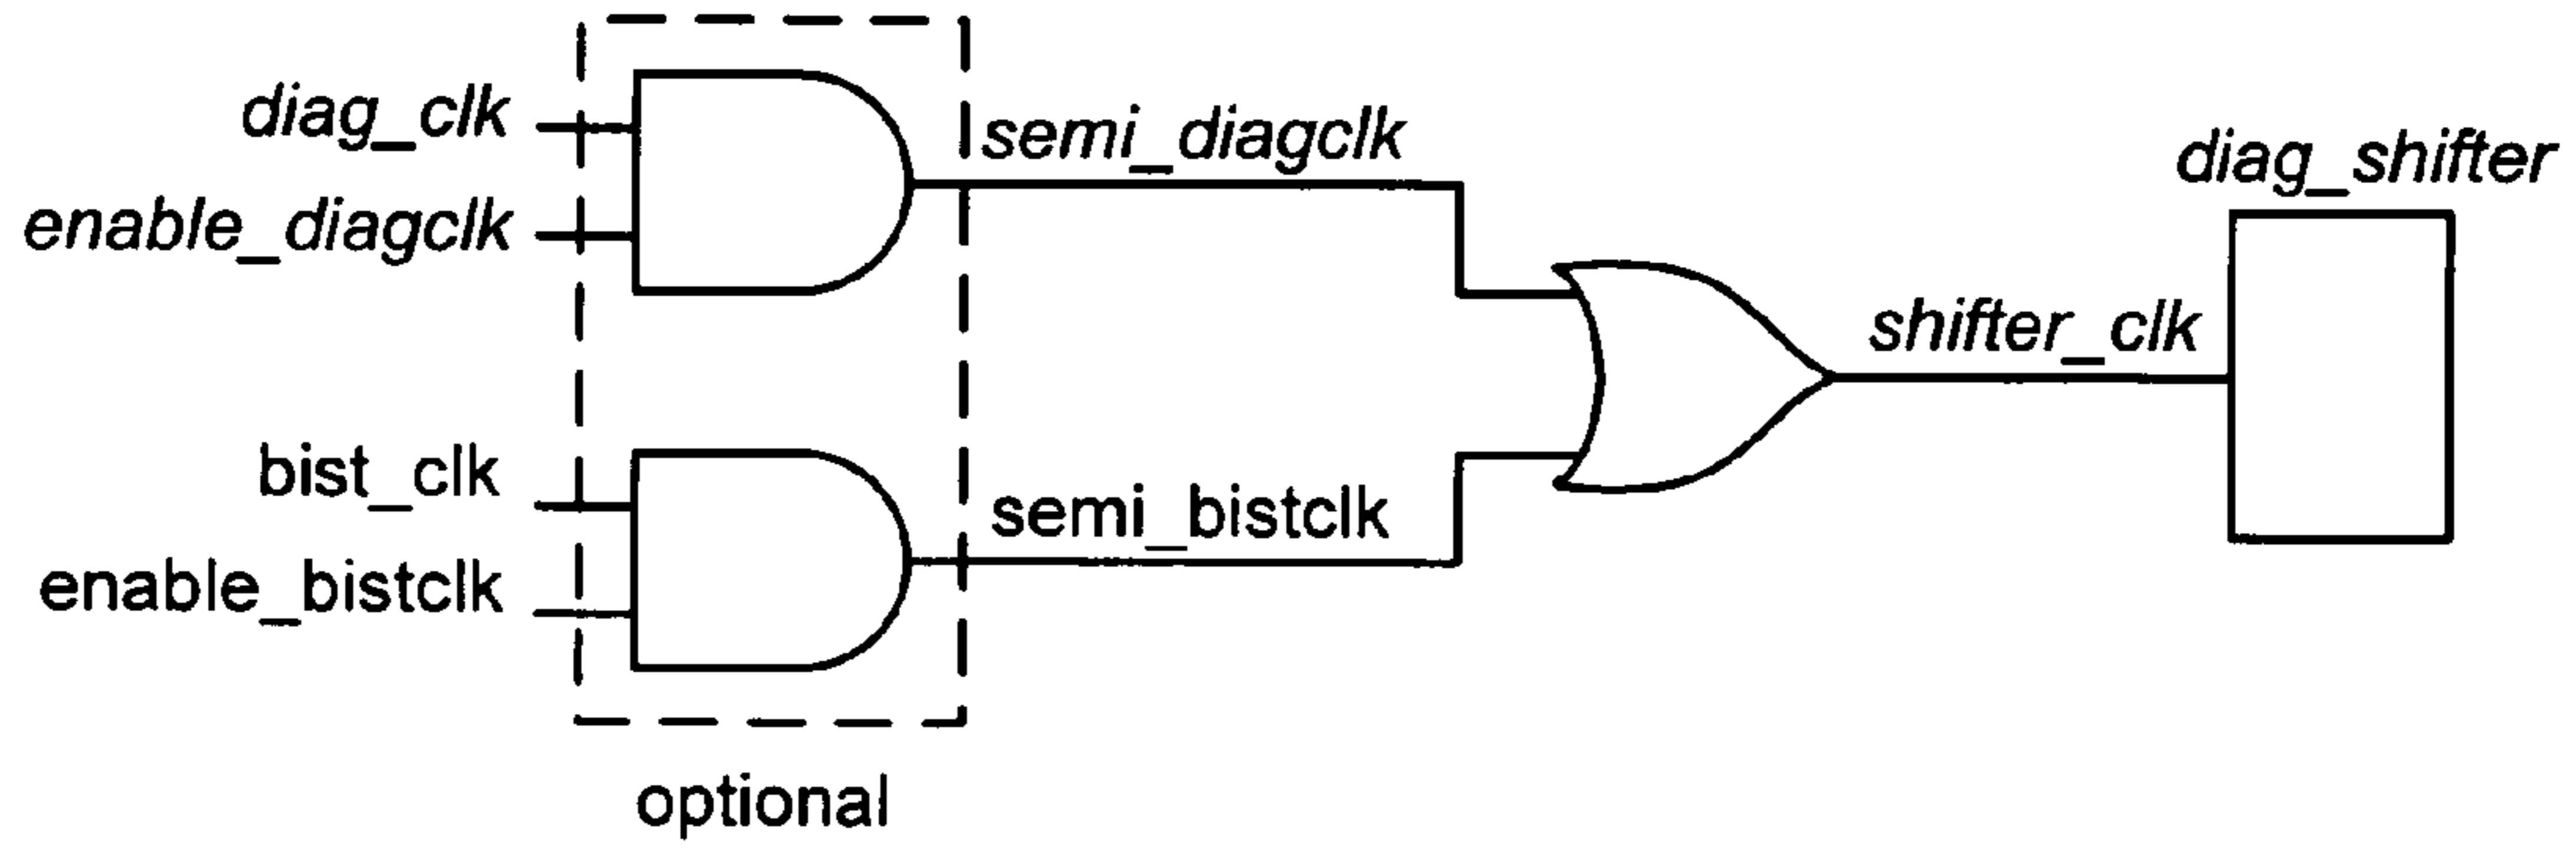 diag_clk
enable_diagclk
semi_diagclk
diag_shifter
shifter_clk
bist_clk
enable_bistclk
semi_bistclk
optional